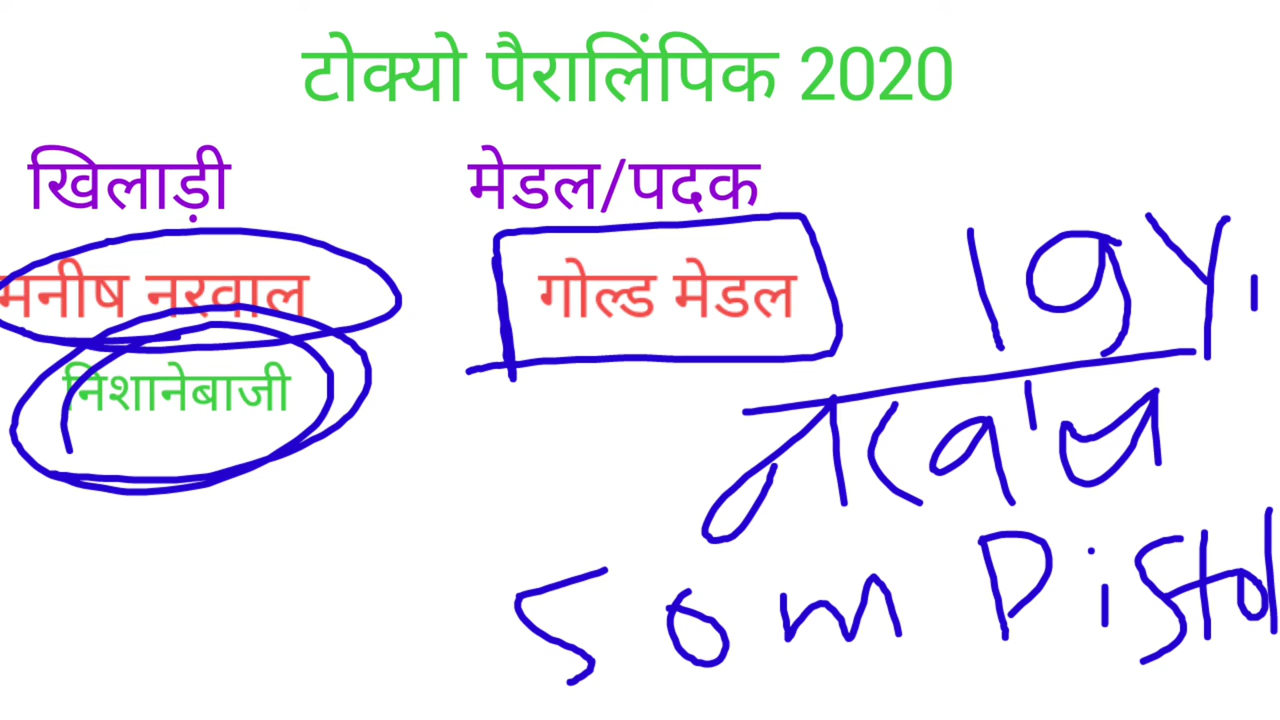 टोक्यो पैरालिंपिक 2020
खिलाड़ी मेडल/पदक
मनीष नरवाल गोल्ड मेडल 19Y.
निशानेबाजी
50m Pistol